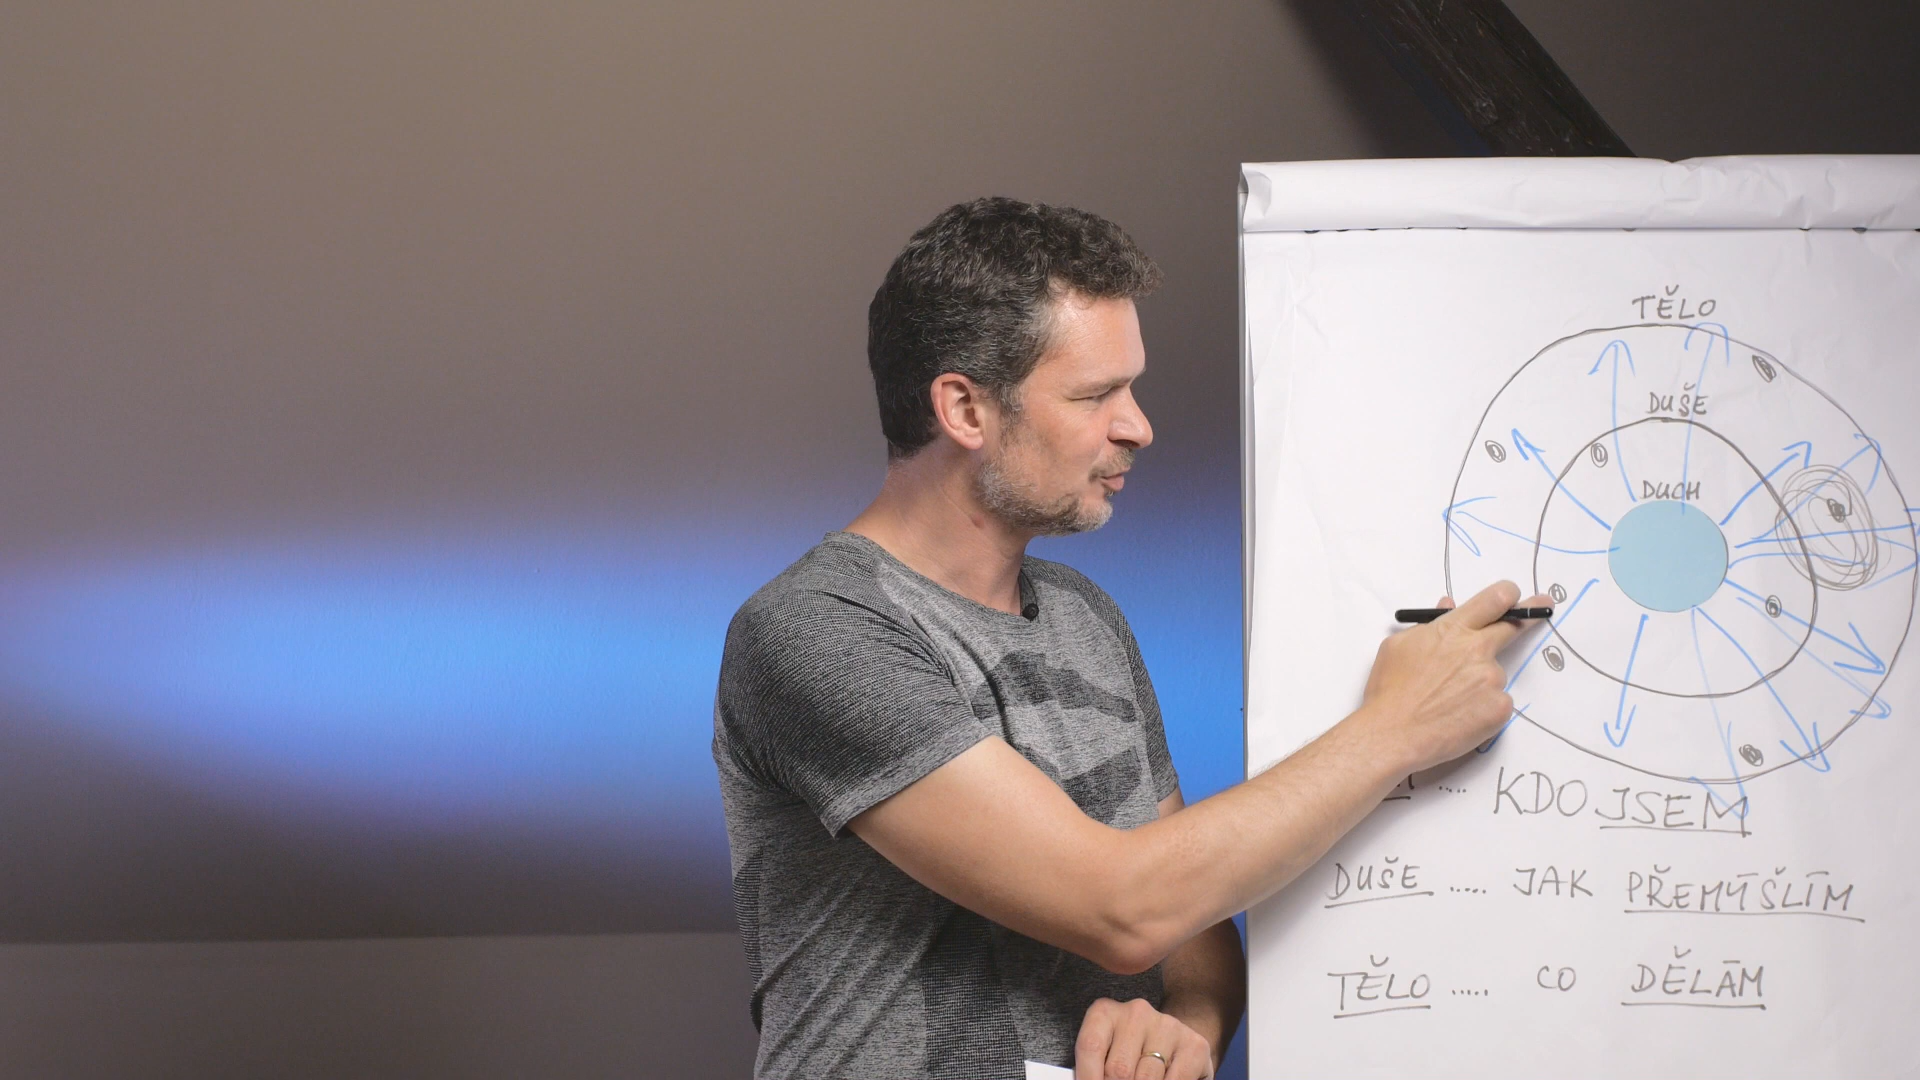 TĚLO
DUŠE
DUCH
..... KDO JSEM
DUŠE ..... JAK PŘEMÝŠLÍM
TĚLO ..... CO DĚLÁM